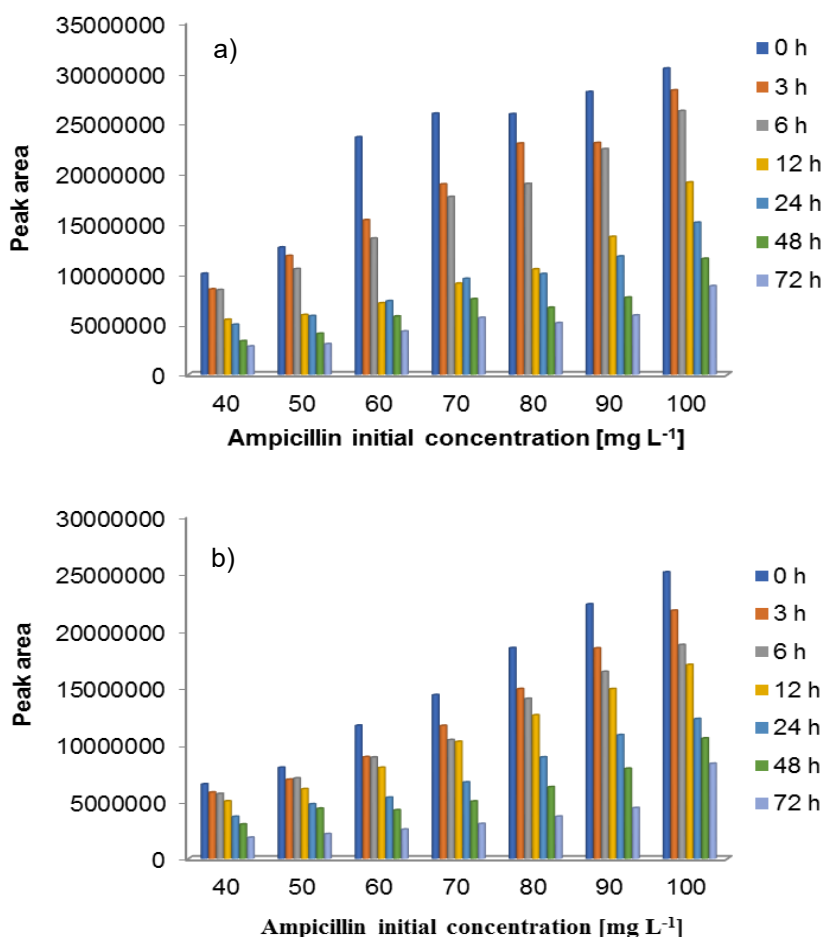 a)
35000000
30000000
25000000
20000000
15000000
10000000
5000000
0
Peak area
40 50 60 70 80 90 100
Ampicillin initial concentration [mg L⁻¹]
0 h
3 h
6 h
12 h
24 h
48 h
72 h
b)
30000000
25000000
20000000
15000000
10000000
5000000
0
Peak area
40 50 60 70 80 90 100
Ampicillin initial concentration [mg L⁻¹]
0 h
3 h
6 h
12 h
24 h
48 h
72 h